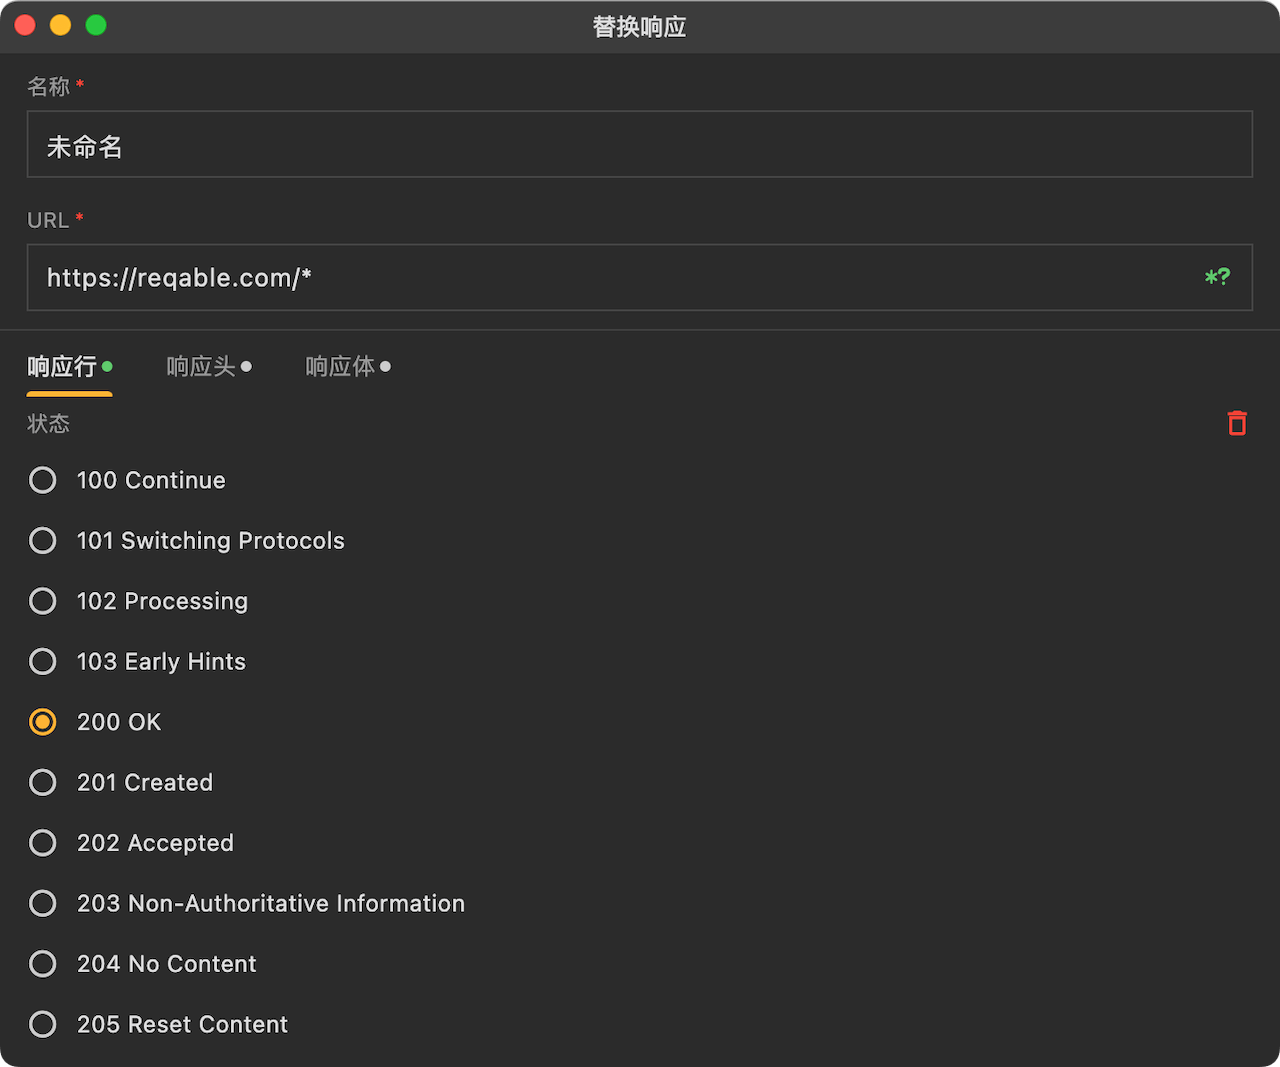 替换响应
名称 *
未命名
URL *
https://reqable.com/*
*?
响应行 响应头 响应体
状态
100 Continue
101 Switching Protocols
102 Processing
103 Early Hints
200 OK
201 Created
202 Accepted
203 Non-Authoritative Information
204 No Content
205 Reset Content